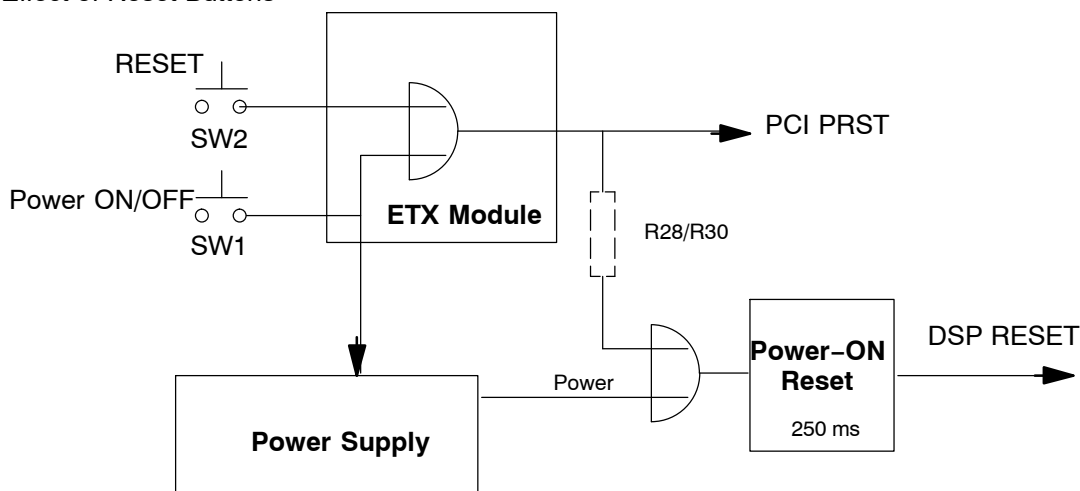 Effect of Reset Buttons
RESET
SW2
PCI PRST
Power ON/OFF
SW1
ETX Module
R28/R30
Power
Power−ON
Reset
250 ms
DSP RESET
Power Supply